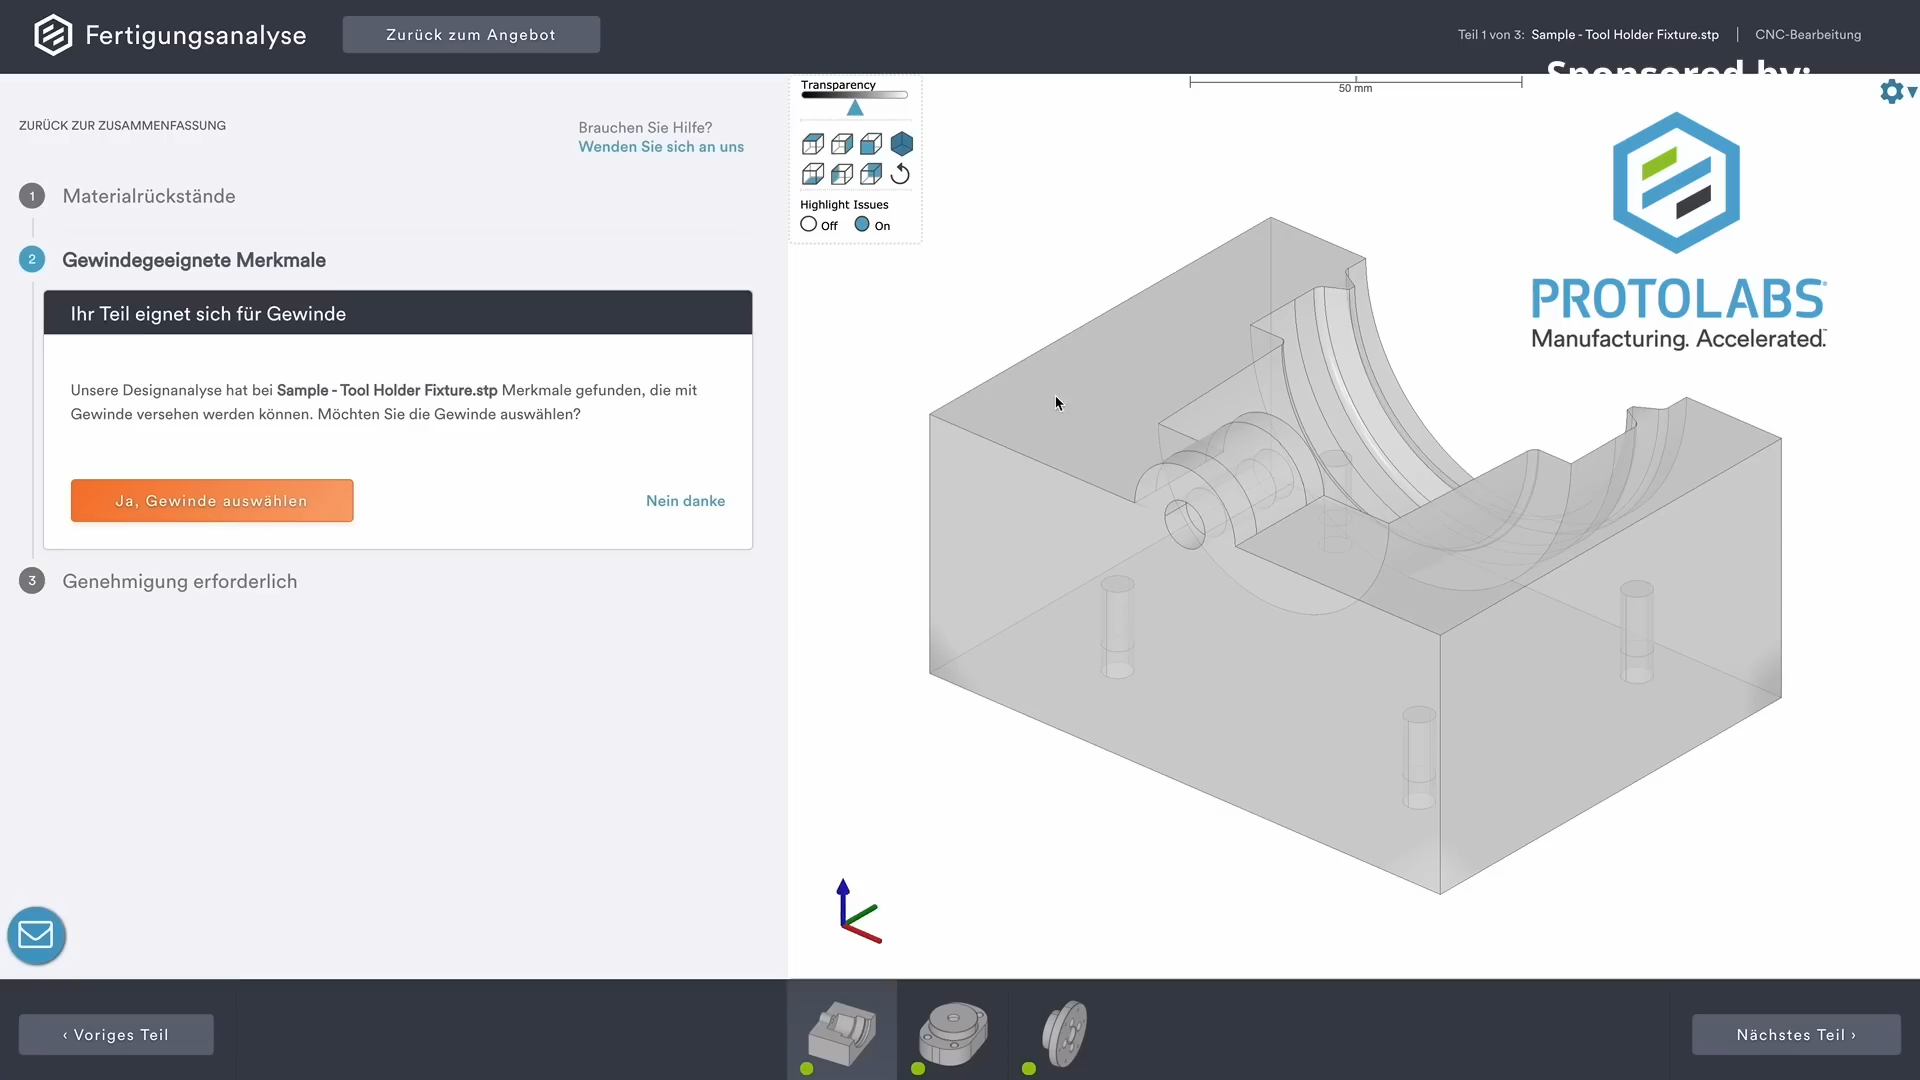 Fertigungsanalyse
Zurück zum Angebot
Teil 1 von 3: Sample - Tool Holder Fixture.stp | CNC-Bearbeitung
Sponsored by:
ZURÜCK ZUR ZUSAMMENFASSUNG
Brauchen Sie Hilfe?
Wenden Sie sich an uns
1 Materialrückstände
2 Gewindegeeignete Merkmale
Ihr Teil eignet sich für Gewinde
Unsere Designanalyse hat bei Sample - Tool Holder Fixture.stp Merkmale gefunden, die mit
Gewinde versehen werden können. Möchten Sie die Gewinde auswählen?
Ja, Gewinde auswählen
Nein danke
3 Genehmigung erforderlich
Transparency
Highlight Issues
Off On
50 mm
PROTOLABS®
Manufacturing. Accelerated.™
‹ Voriges Teil
Nächstes Teil ›